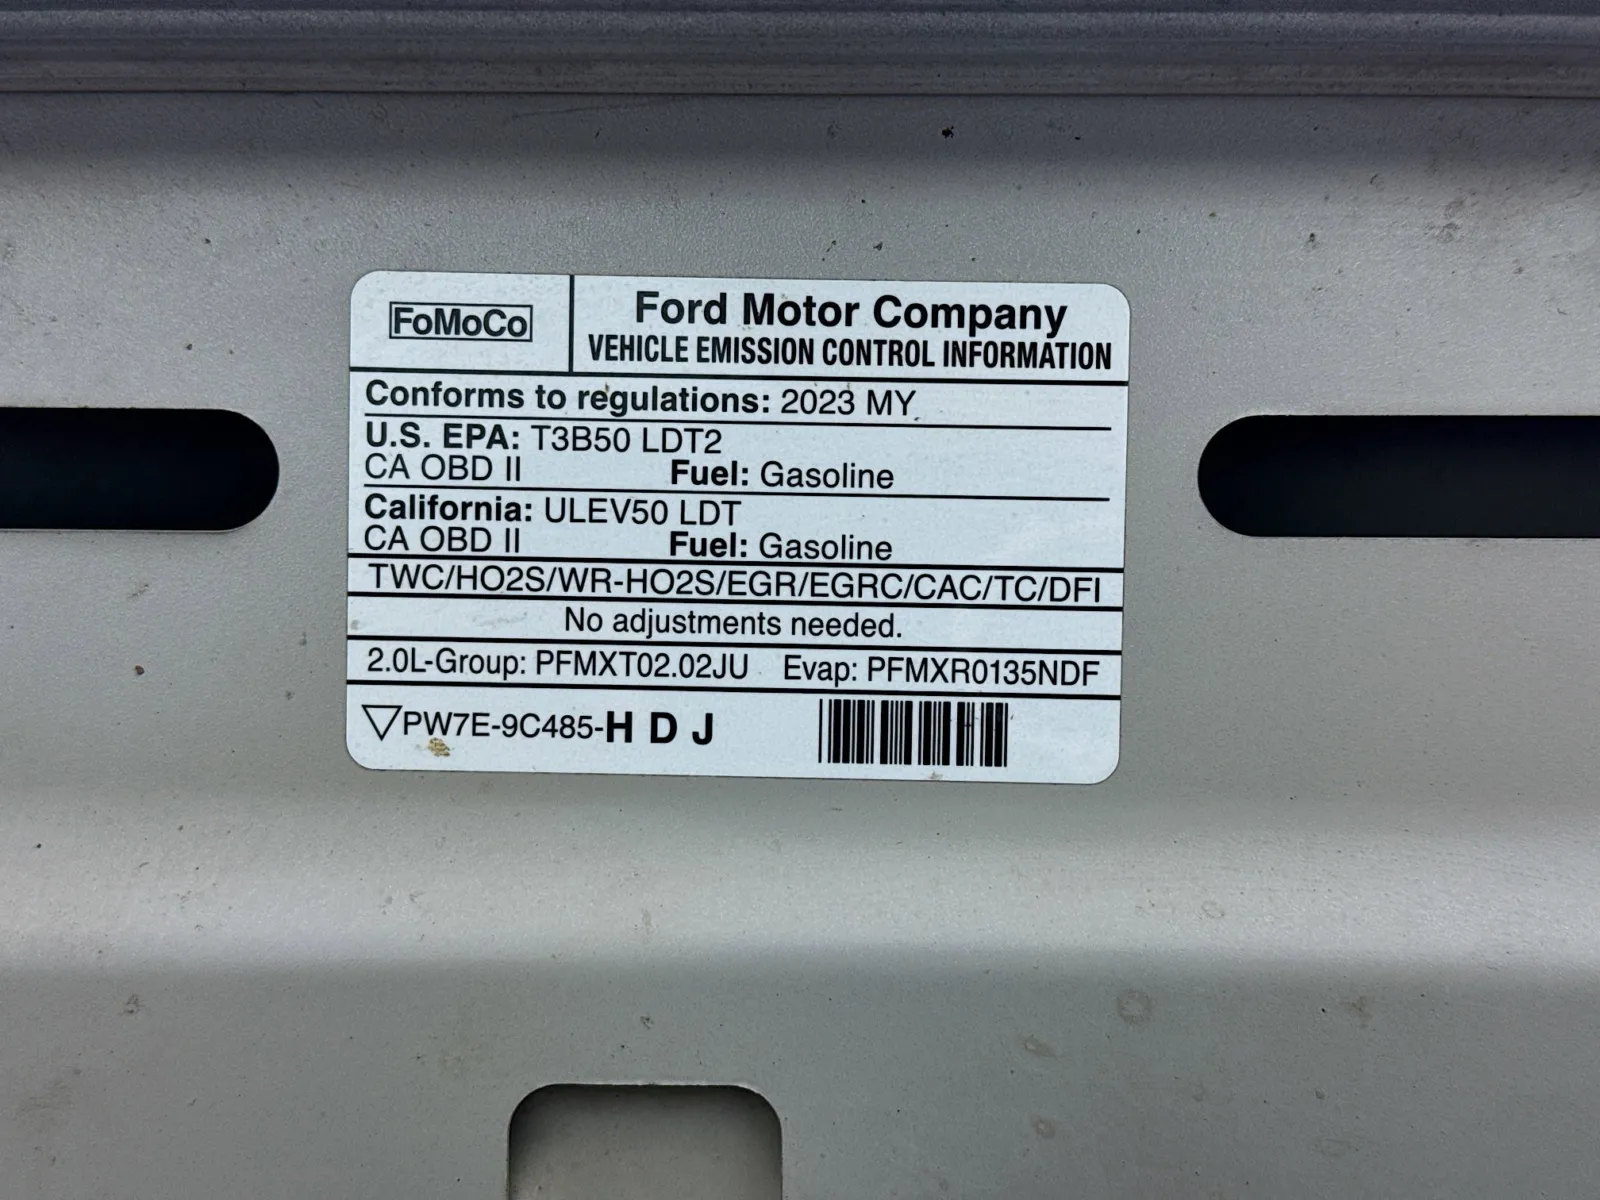 FoMoCo
Ford Motor Company
VEHICLE EMISSION CONTROL INFORMATION
Conforms to regulations: 2023 MY
U.S. EPA: T3B50 LDT2
CA OBD II Fuel: Gasoline
California: ULEV50 LDT
CA OBD II Fuel: Gasoline
TWC/HO2S/WR-HO2S/EGR/EGRC/CAC/TC/DFI
No adjustments needed.
2.0L-Group: PFMXT02.02JU Evap: PFMXR0135NDF
PW7E-9C485-H D J